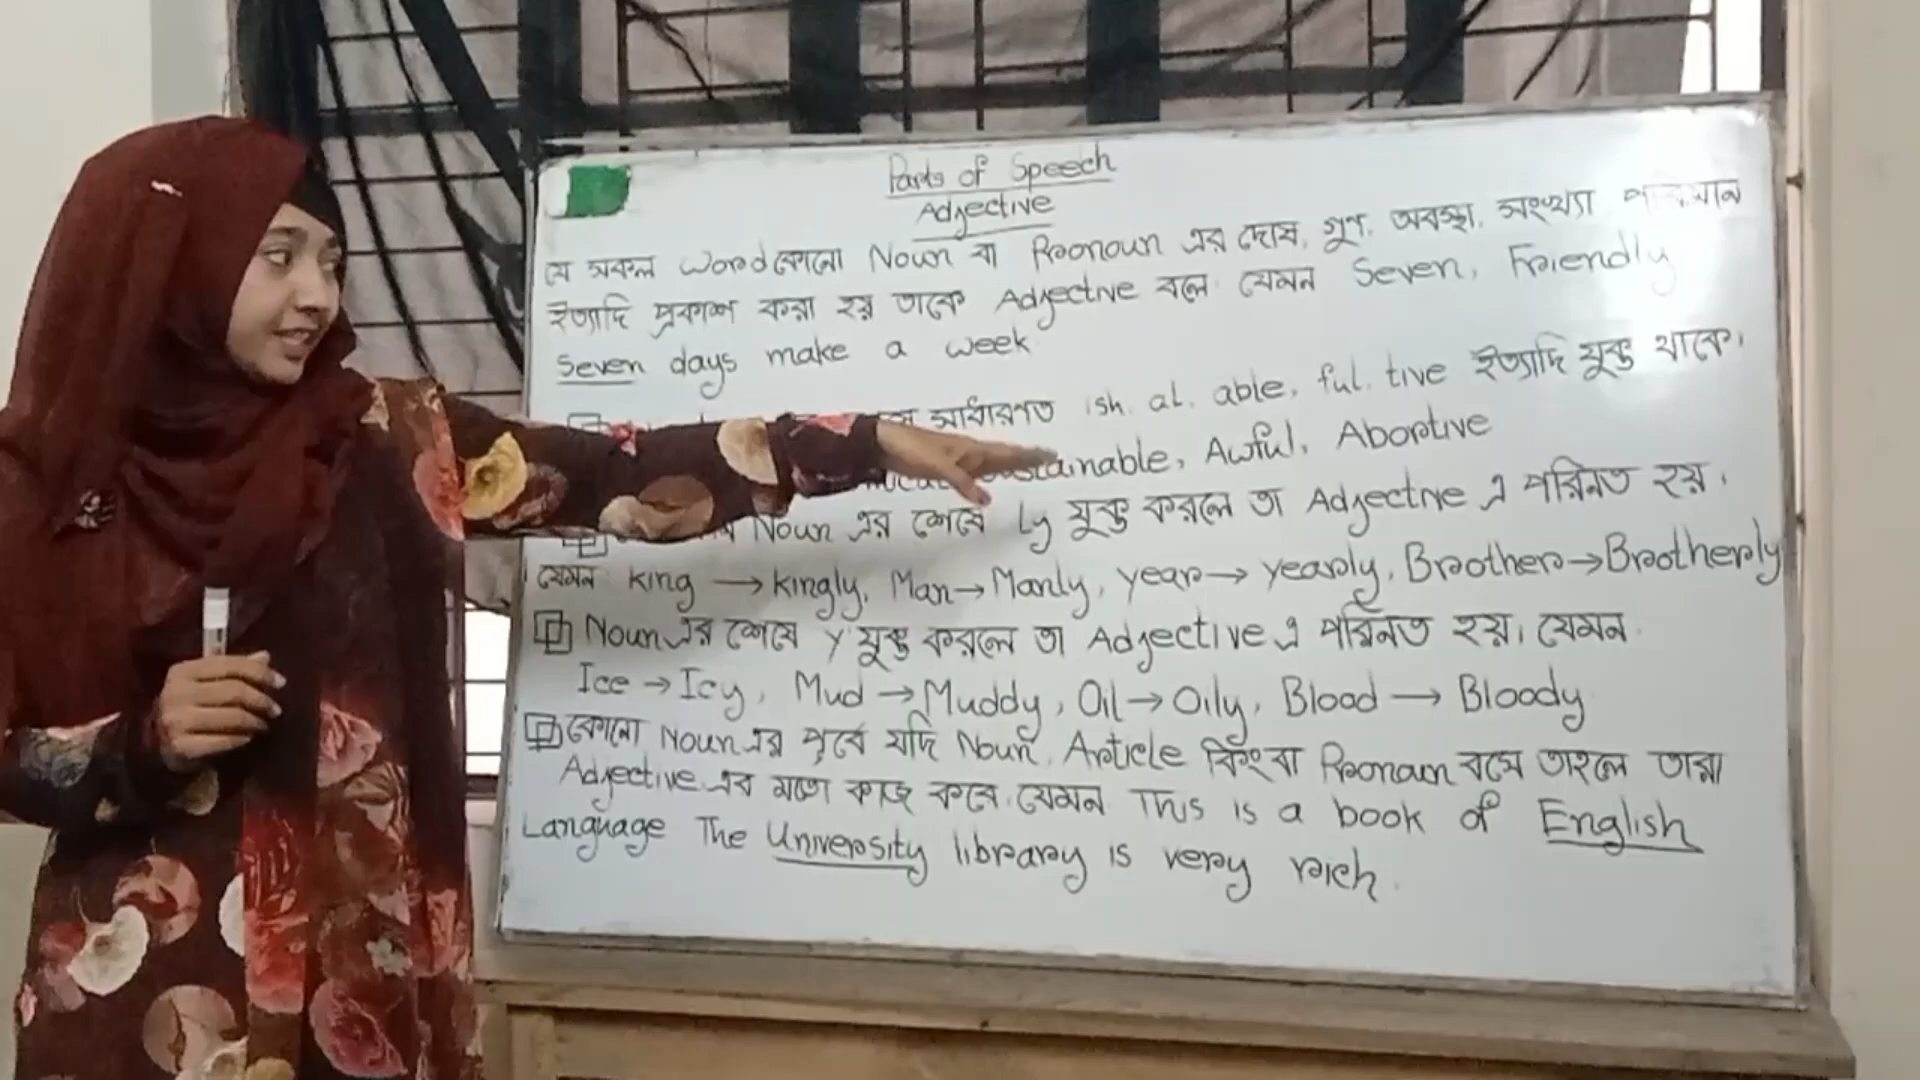 Parts of Speech
Adjective
যে সকল Word কোনো Noun বা Pronoun এর দোষ, গুণ, অবস্থা, সংখ্যা পরিমান
ইত্যাদি প্রকাশ করা হয় তাকে Adjective বলে. যেমন Seven, Friendly
Seven days make a week
সাধারণত ish. al. able, ful. tive ইত্যাদি যুক্ত থাকে।
Awful, Abortive
Noun এর শেষে Ly যুক্ত করলে তা Adjective এ পরিনত হয়।
যেমন King → Kingly, Man → Manly, Year → Yearly, Brother → Brotherly
Noun এর শেষে y যুক্ত করলে তা Adjective এ পরিনত হয়। যেমন
Ice → Icy, Mud → Muddy, Oil → Oily, Blood → Bloody
কোনো Noun এর পূর্বে যদি Noun, Article কিংবা Pronoun বসে তাহলে তারা
Adjective এর মতো কাজ করে. যেমন This is a book of English
Language The University library is very rich.